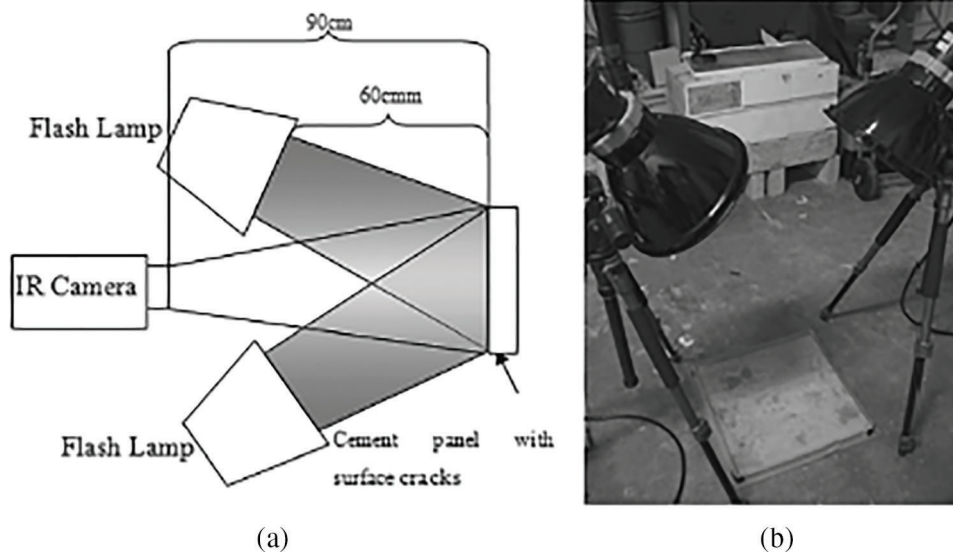 90cm
60cmm
Flash Lamp
IR Camera
Flash Lamp
Cement panel with
surface cracks
(a)
(b)